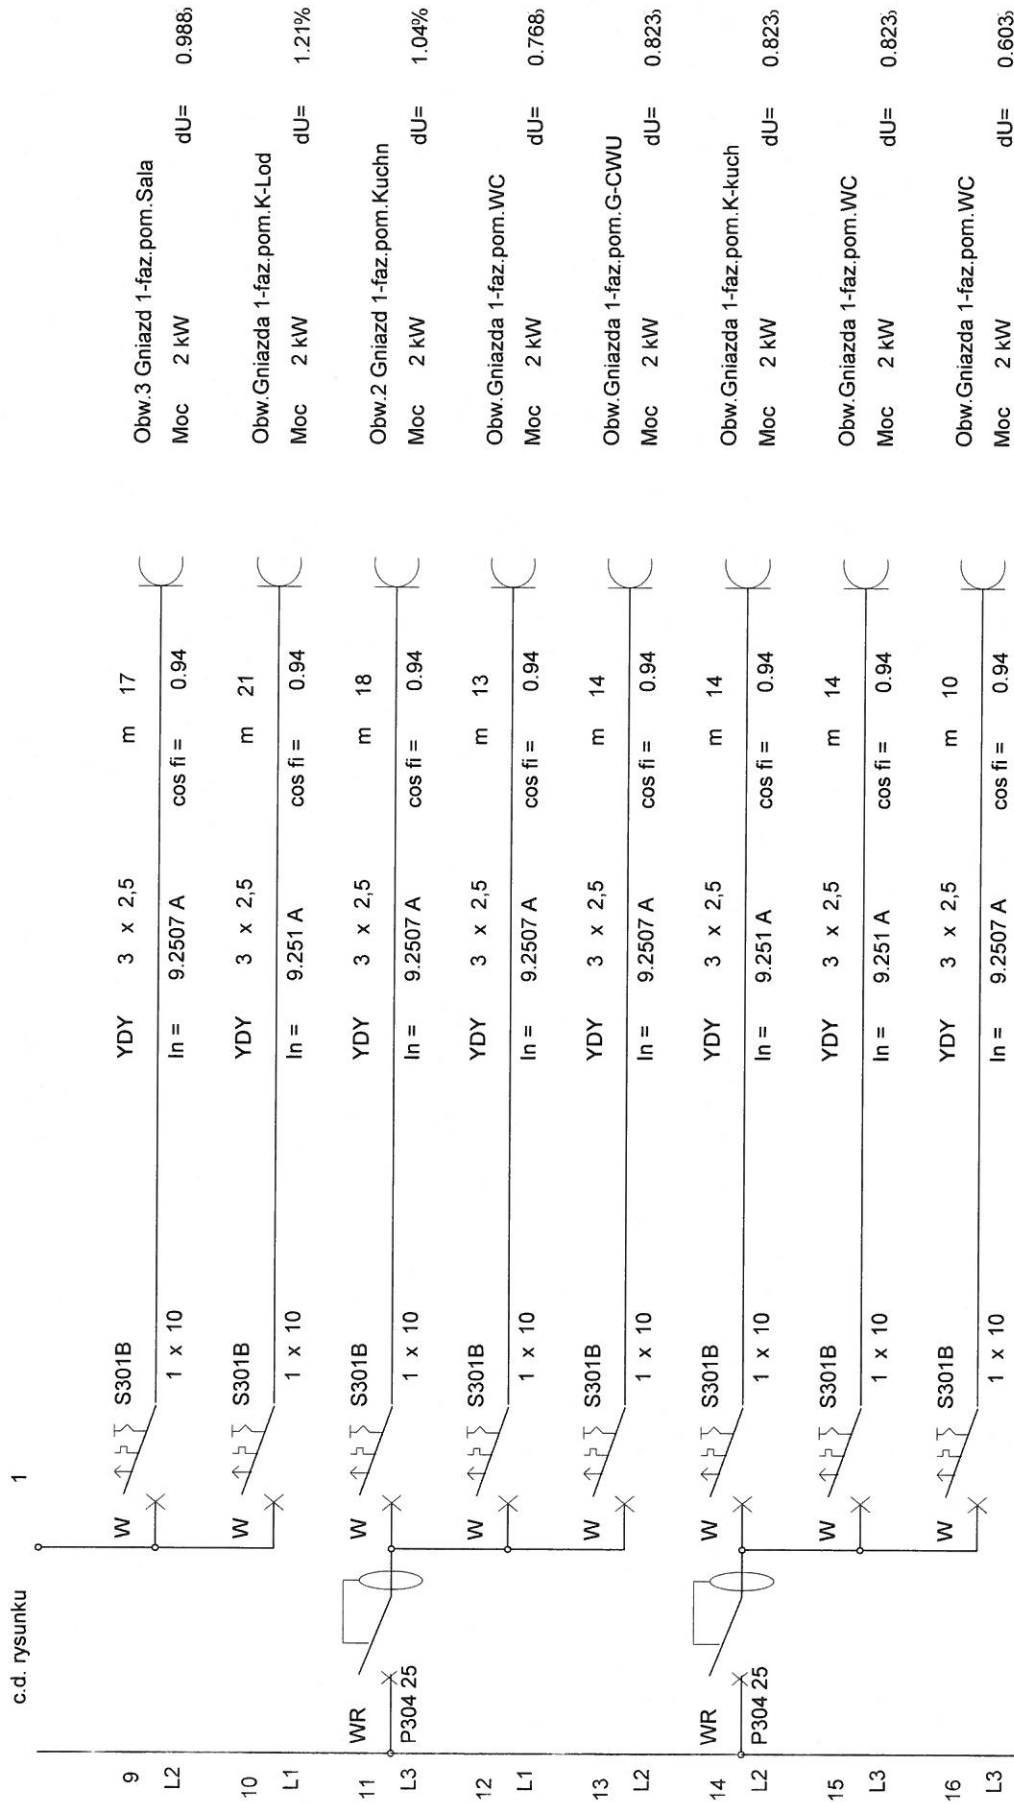 c.d. rysunku 1
9 W S301B YDY 3 x 2,5 m 17 Obw.3 Gniazd 1-faz.pom.Sala
L2 1 x 10 In = 9.2507 A cos fi = 0.94 Moc 2 kW dU= 0.988
10 W S301B YDY 3 x 2,5 m 21 Obw.Gniazda 1-faz.pom.K-Lod
L1 1 x 10 In = 9.251 A cos fi = 0.94 Moc 2 kW dU= 1.21%
11 WR W S301B YDY 3 x 2,5 m 18 Obw.2 Gniazd 1-faz.pom.Kuchn
L3 P304 25 1 x 10 In = 9.2507 A cos fi = 0.94 Moc 2 kW dU= 1.04%
12 W S301B YDY 3 x 2,5 m 13 Obw.Gniazda 1-faz.pom.WC
L1 1 x 10 In = 9.2507 A cos fi = 0.94 Moc 2 kW dU= 0.768
13 W S301B YDY 3 x 2,5 m 14 Obw.Gniazda 1-faz.pom.G-CWU
L2 1 x 10 In = 9.2507 A cos fi = 0.94 Moc 2 kW dU= 0.823
14 WR W S301B YDY 3 x 2,5 m 14 Obw.Gniazda 1-faz.pom.K-kuch
L2 P304 25 1 x 10 In = 9.251 A cos fi = 0.94 Moc 2 kW dU= 0.823
15 W S301B YDY 3 x 2,5 m 14 Obw.Gniazda 1-faz.pom.WC
L3 1 x 10 In = 9.251 A cos fi = 0.94 Moc 2 kW dU= 0.823
16 W S301B YDY 3 x 2,5 m 10 Obw.Gniazda 1-faz.pom.WC
L3 1 x 10 In = 9.2507 A cos fi = 0.94 Moc 2 kW dU= 0.603